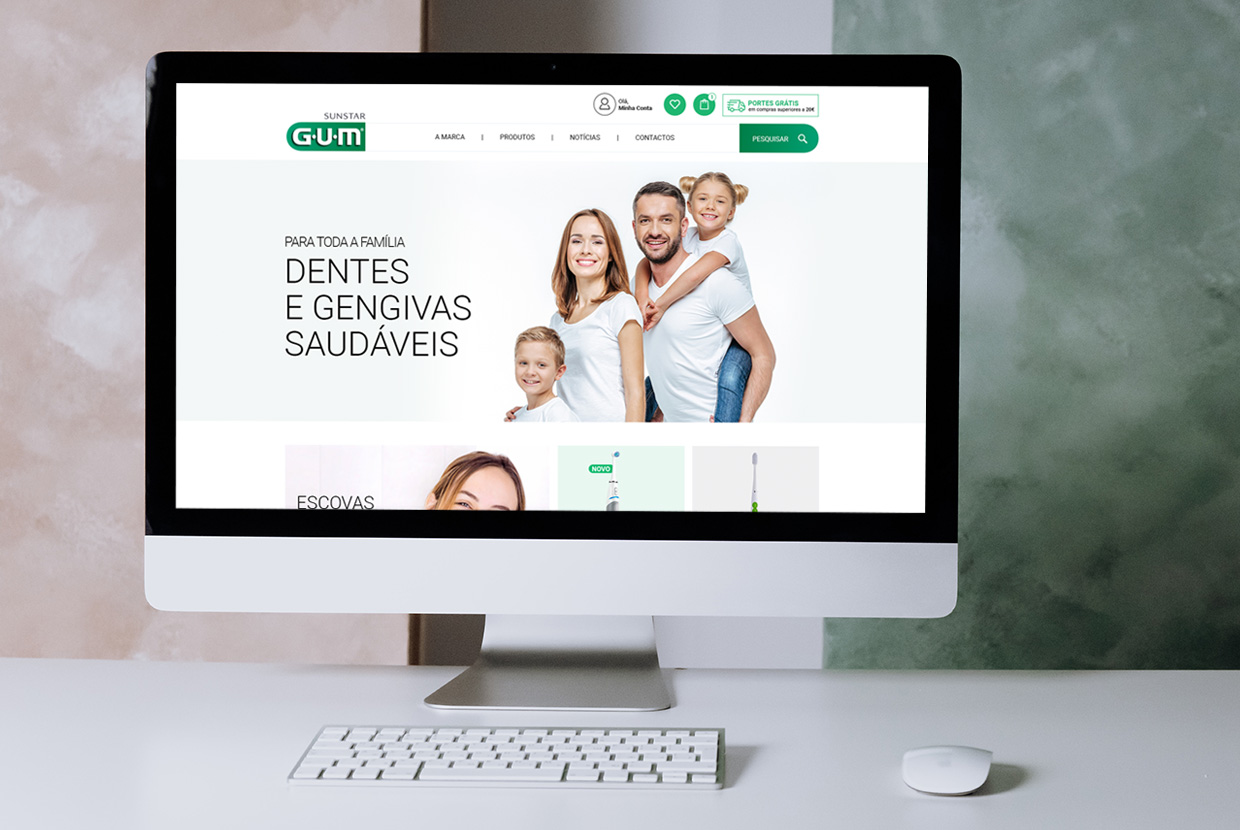 Olá,
Minha Conta
1
PORTES GRÁTIS
em compras superiores a 20€
SUNSTAR
G·U·M®
A MARCA | PRODUTOS | NOTÍCIAS | CONTACTOS
PESQUISAR
PARA TODA A FAMÍLIA
DENTES
E GENGIVAS
SAUDÁVEIS
ESCOVAS
NOVO